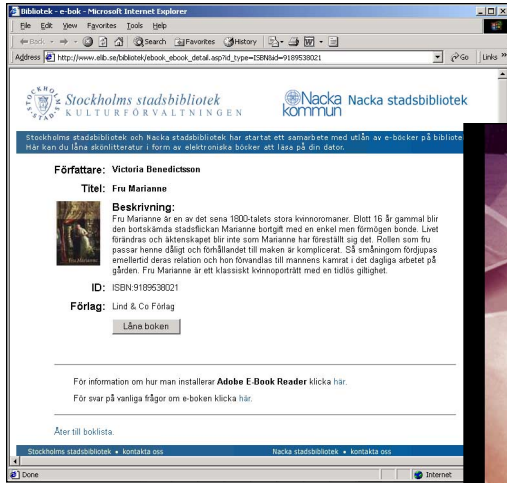 Bibliotek - e-bok - Microsoft Internet Explorer
File Edit View Favorites Tools Help
Back Search Favorites History
Address http://www.elib.se/bibliotek/ebook_ebook_detail.asp?id_type=ISBN&id=9189538021 Go Links »
STOCKHOLMS STAD
Stockholms stadsbibliotek
KULTURFÖRVALTNINGEN
Nacka kommun
Nacka stadsbibliotek
Stockholms stadsbibliotek och Nacka stadsbibliotek har startat ett samarbete med utlån av e-böcker på bibliote
Här kan du låna skönlitteratur i form av elektroniska böcker att läsa på din dator.
Författare: Victoria Benedictsson
Titel: Fru Marianne
Beskrivning:
Fru Marianne är en av det sena 1800-talets stora kvinnoromaner. Blott 16 år gammal blir
den bortskämda stadsflickan Marianne bortgift med en enkel men förmögen bonde. Livet
förändras och äktenskapet blir inte som Marianne har föreställt sig det. Rollen som fru
passar henne dåligt och förhållandet till maken är komplicerat. Så småningom fördjupas
emellertid deras relation och hon förvandlas till mannens kamrat i det dagliga arbetet på
gården. Fru Marianne är ett klassiskt kvinnoporträtt med en tidlös giltighet.
Fru Marianne
ID: ISBN:9189538021
Förlag: Lind & Co Förlag
Låna boken
För information om hur man installerar Adobe E-Book Reader klicka här.
För svar på vanliga frågor om e-boken klicka här.
Åter till boklista.
Stockholms stadsbibliotek • kontakta oss Nacka stadsbibliotek • kontakta oss
Done Internet